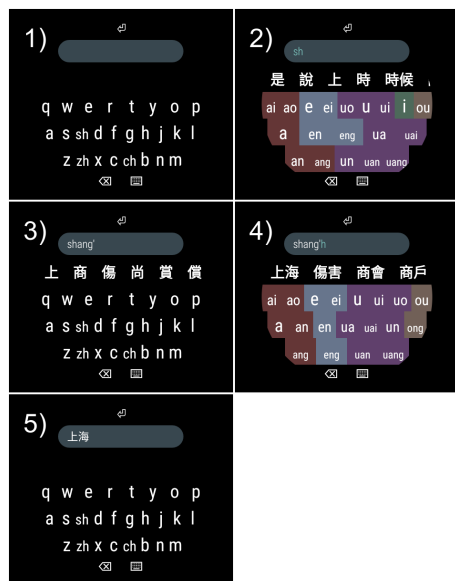 1)
q w e r t y o p
a s sh d f g h j k l
z zh x c ch b n m
2)
sh
是 說 上 時 時候
ai ao e ei uo u ui i ou
a en eng ua uai
an ang un uan uang
3)
shang'
上 商 傷 尚 賞 償
q w e r t y o p
a s sh d f g h j k l
z zh x c ch b n m
4)
shang'h
上海 傷害 商會 商戶
ai ao e ei u ui uo ou
a an en ua uai un ong
ang eng uan uang
5)
上海
q w e r t y o p
a s sh d f g h j k l
z zh x c ch b n m